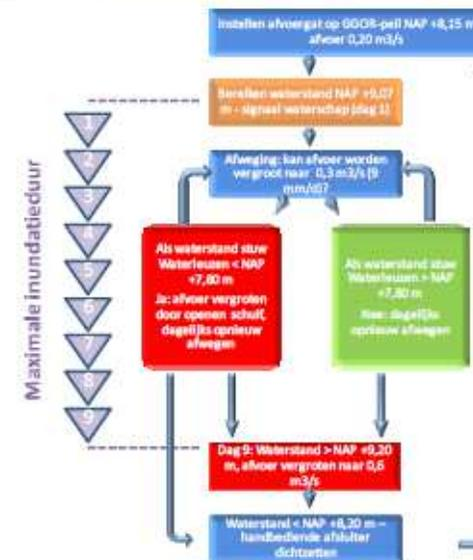 Instellen afvoergat op GGOR-peil NAP +8,15 m
afvoer 0,20 m3/s
Bereiken waterstand NAP +9,07
m - signaal waterschap (dag 1)
Afweging: kan afvoer worden
vergroot naar 0,3 m3/s (9
mm/d)?
Maximale inundatieduur
1
2
3
4
5
6
7
8
9
Als waterstand stuw
Waterleuzen < NAP
+7,80 m
Ja: afvoer vergroten
door openen schuif,
dagelijks opnieuw
afwegen
Als waterstand stuw
Waterleuzen > NAP
+7,80 m
Nee: dagelijks
opnieuw afwegen
Dag 9: Waterstand > NAP +9,20
m, afvoer vergroten naar 0,6
m3/s
Waterstand < NAP +8,20 m –
handbediende afsluiter
dichtzetten